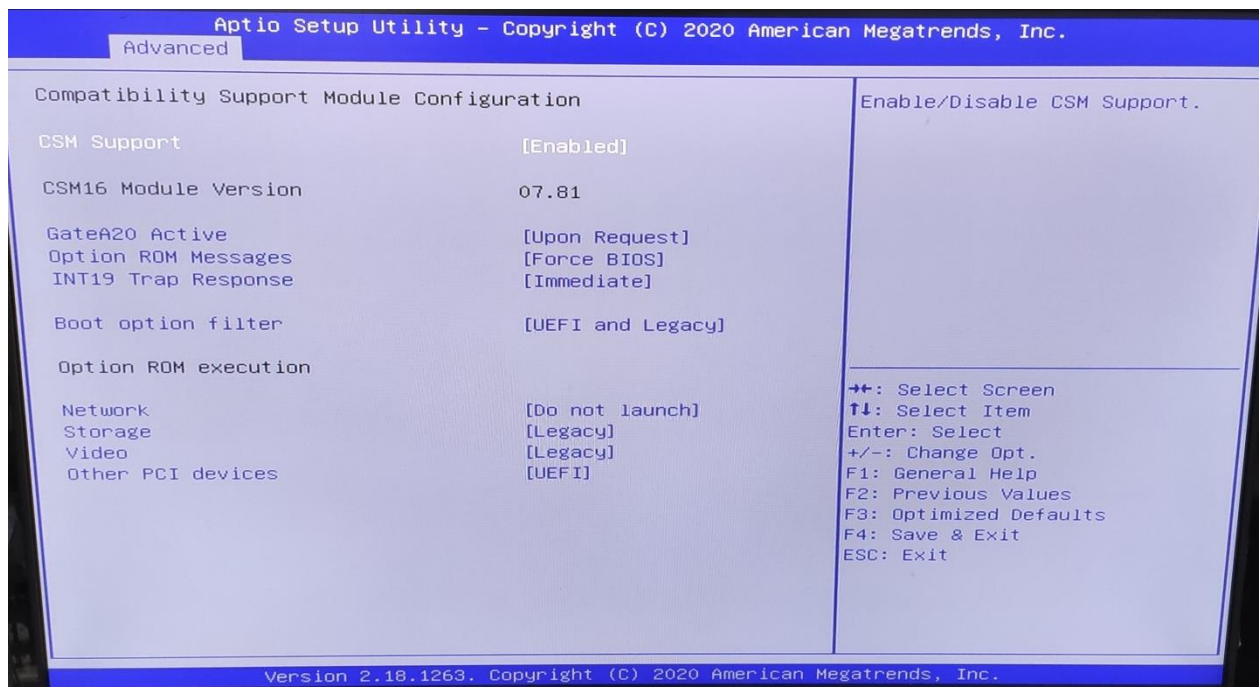 Aptio Setup Utility – Copyright (C) 2020 American Megatrends, Inc.
Advanced
Compatibility Support Module Configuration
CSM Support [Enabled]
CSM16 Module Version 07.81
GateA20 Active [Upon Request]
Option ROM Messages [Force BIOS]
INT19 Trap Response [Immediate]
Boot option filter [UEFI and Legacy]
Option ROM execution
Network [Do not launch]
Storage [Legacy]
Video [Legacy]
Other PCI devices [UEFI]
Enable/Disable CSM Support.
→←: Select Screen
↑↓: Select Item
Enter: Select
+/-: Change Opt.
F1: General Help
F2: Previous Values
F3: Optimized Defaults
F4: Save & Exit
ESC: Exit
Version 2.18.1263. Copyright (C) 2020 American Megatrends, Inc.